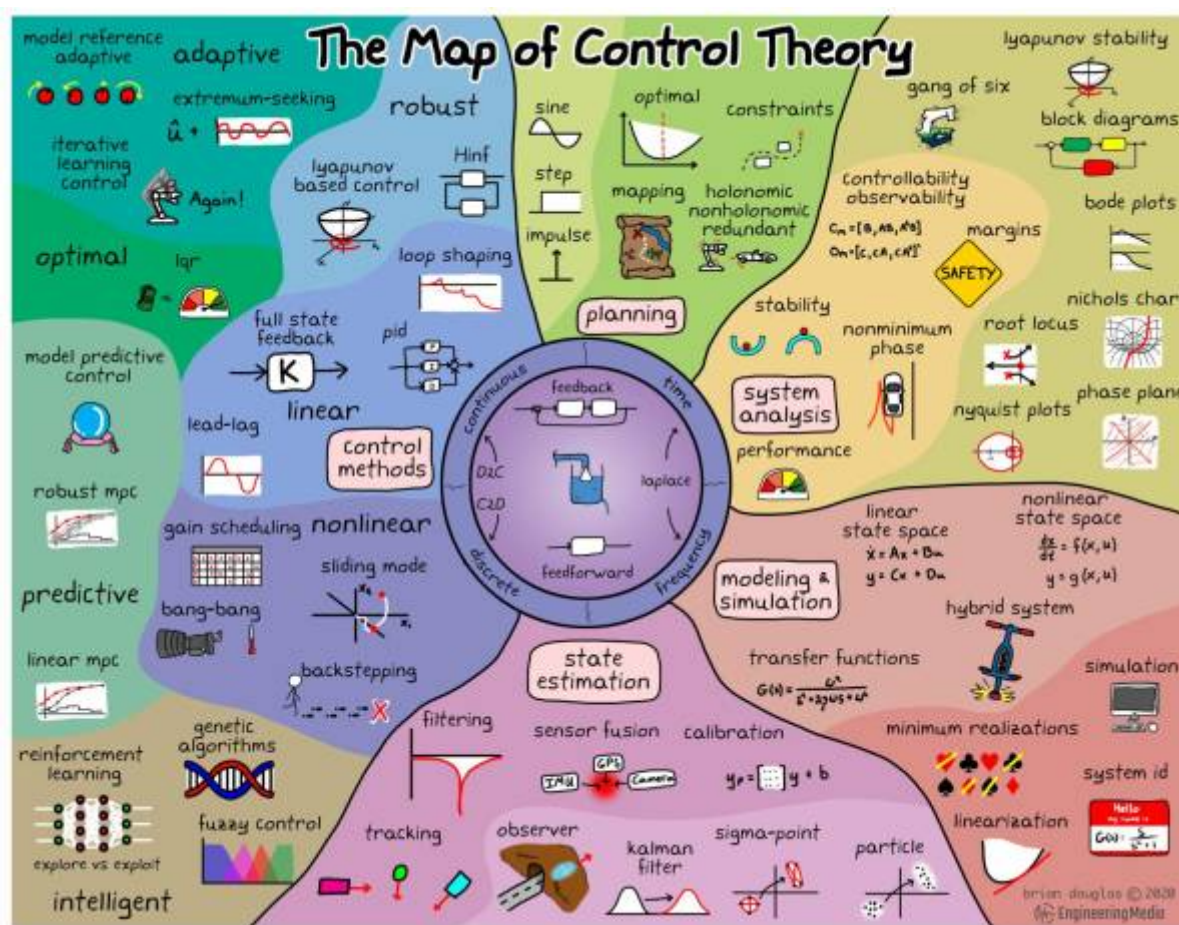 The Map of Control Theory
model reference
adaptive
adaptive
extremum-seeking
û +
iterative
learning
control
Again!
robust
Hinf
lyapunov
based control
loop shaping
optimal
lqr
=
full state
feedback
K
pid
P
I
D
linear
lead-lag
control
methods
model predictive
control
robust mpc
predictive
linear mpc
gain scheduling
nonlinear
sliding mode
bang-bang
backstepping
X
reinforcement
learning
explore vs exploit
genetic
algorithms
fuzzy control
intelligent
sine
step
impulse
optimal
constraints
mapping
holonomic
nonholonomic
redundant
planning
lyapunov stability
gang of six
block diagrams
controllability
observability
bode plots
margins
SAFETY
stability
nonminimum
phase
root locus
nichols chart
system
analysis
nyquist plots
phase plane
performance
continuous
time
frequency
discrete
feedback
D2C
C2D
laplace
feedforward
modeling &
simulation
linear
state space
ẋ = Ax + Bu
y = Cx + Du
nonlinear
state space
dx/dt = f(x, u)
y = g(x, u)
hybrid system
transfer functions
simulation
minimum realizations
system id
Hello
my name is
linearization
state
estimation
filtering
sensor fusion
IMU
GPS
Camera
calibration
tracking
observer
kalman
filter
sigma-point
particle
brian douglas © 2020
EngineeringMedia